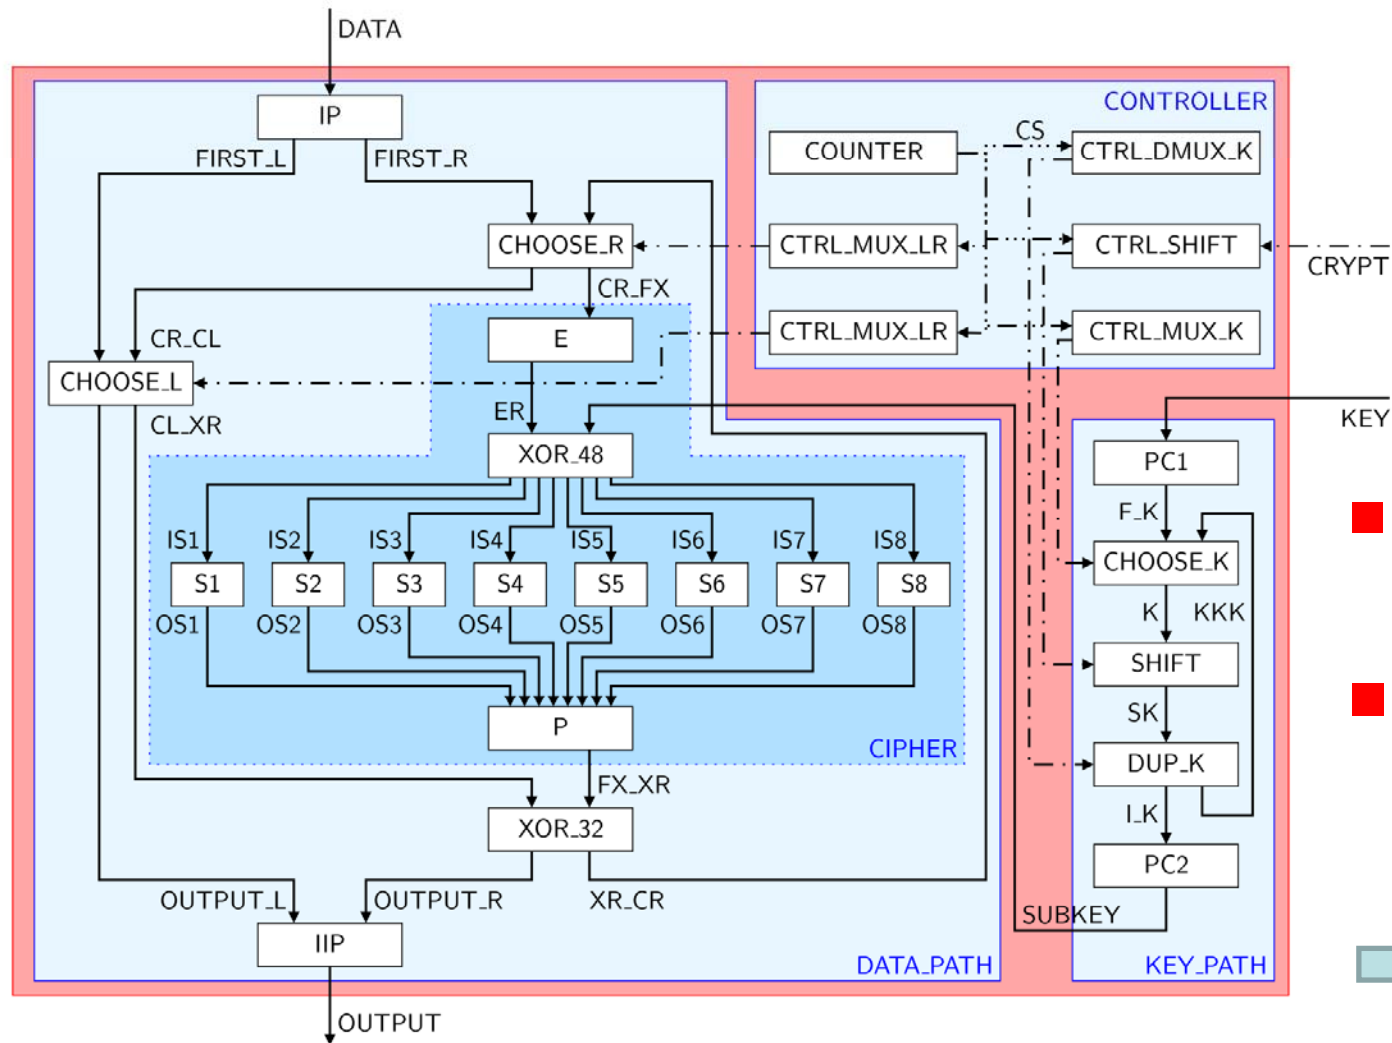 DATA
IP
CONTROLLER
CS
COUNTER
CTRL_DMUX_K
FIRST_L
FIRST_R
CHOOSE_R
CTRL_MUX_LR
CTRL_SHIFT
CRYPT
CR_FX
CR_CL
E
CTRL_MUX_LR
CTRL_MUX_K
CHOOSE_L
CL_XR
ER
KEY
XOR_48
PC1
F_K
IS1
IS2
IS3
IS4
IS5
IS6
IS7
IS8
CHOOSE_K
S1
S2
S3
S4
S5
S6
S7
S8
K
KKK
OS1
OS2
OS3
OS4
OS5
OS6
OS7
OS8
SHIFT
SK
P
CIPHER
DUP_K
FX_XR
I_K
XOR_32
PC2
OUTPUT_L
OUTPUT_R
XR_CR
SUBKEY
IIP
DATA_PATH
KEY_PATH
OUTPUT